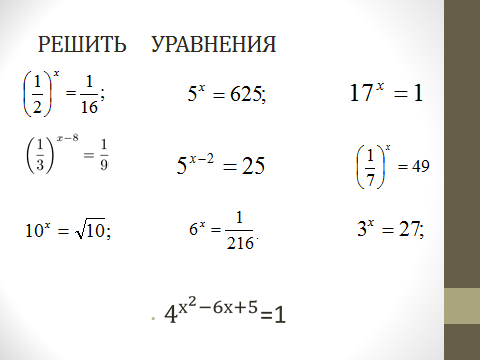 РЕШИТЬ УРАВНЕНИЯ
(1/2)^x = 1/16; 5^x = 625; 17^x = 1
(1/3)^(x−8) = 1/9 5^(x−2) = 25 (1/7)^x = 49
10^x = √10; 6^x = 1/216. 3^x = 27;
4^(x²−6x+5)=1